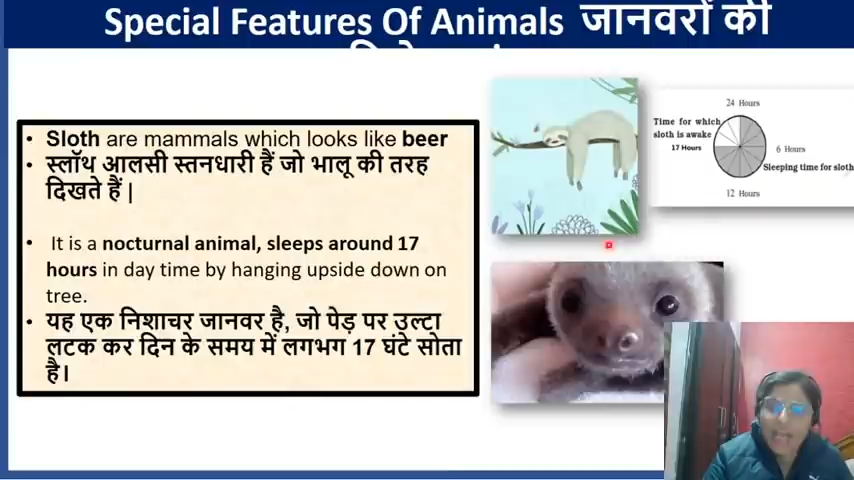 Special Features Of Animals जानवरों की
Sloth are mammals which looks like beer
स्लॉथ आलसी स्तनधारी हैं जो भालू की तरह
दिखते हैं |
It is a nocturnal animal, sleeps around 17
hours in day time by hanging upside down on
tree.
यह एक निशाचर जानवर है, जो पेड़ पर उल्टा
लटक कर दिन के समय में लगभग 17 घंटे सोता
है।
24 Hours
Time for which
sloth is awake
17 Hours
6 Hours
Sleeping time for sloth
12 Hours